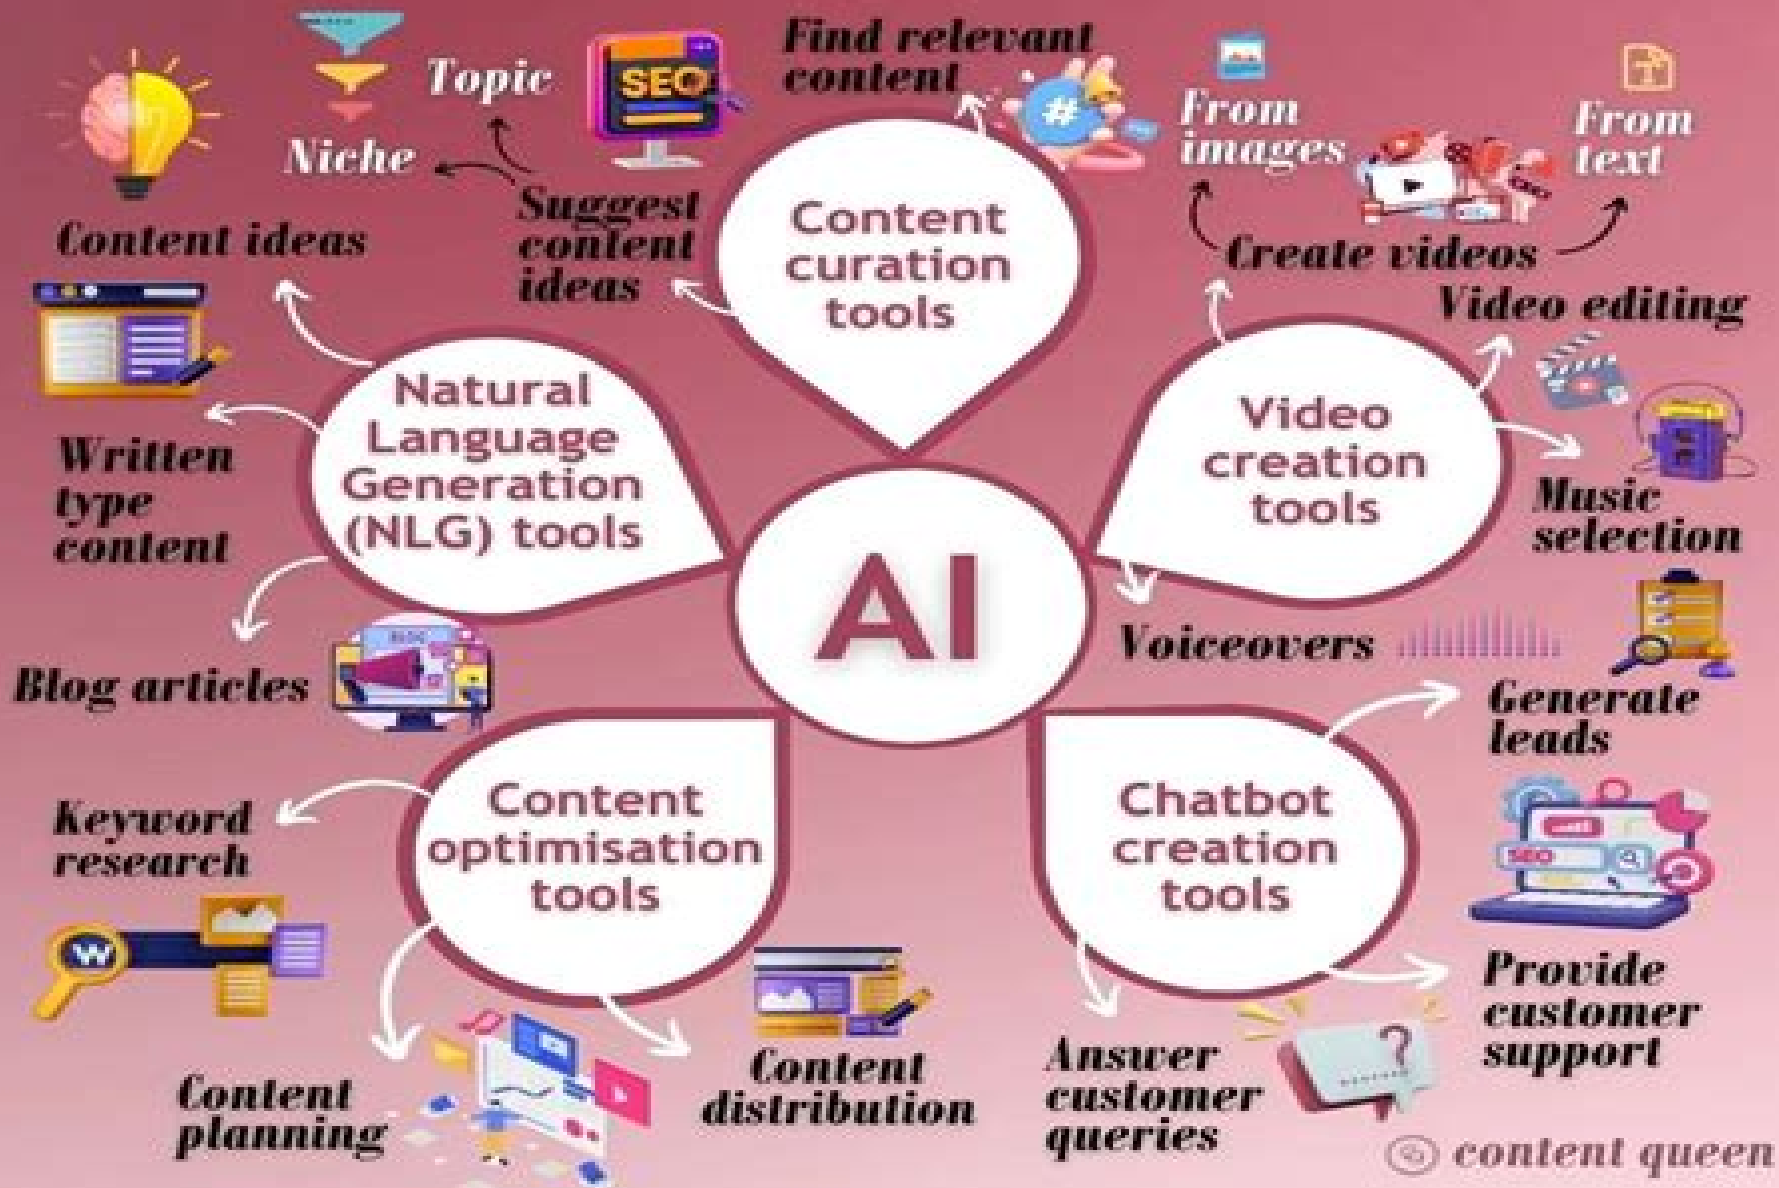 Find relevant
content
Topic
Niche
SEO
#
From
images
From
text
T
Suggest
content
ideas
Content ideas
Create videos
Video editing
Content
curation
tools
Natural
Language
Generation
(NLG) tools
Video
creation
tools
Written
type
content
Music
selection
AI
Voiceovers
Blog articles
BLOG
Generate
leads
Content
optimisation
tools
Chatbot
creation
tools
Keyword
research
SEO
W
Provide
customer
support
?
Content
planning
Content
distribution
Answer
customer
queries
content queen